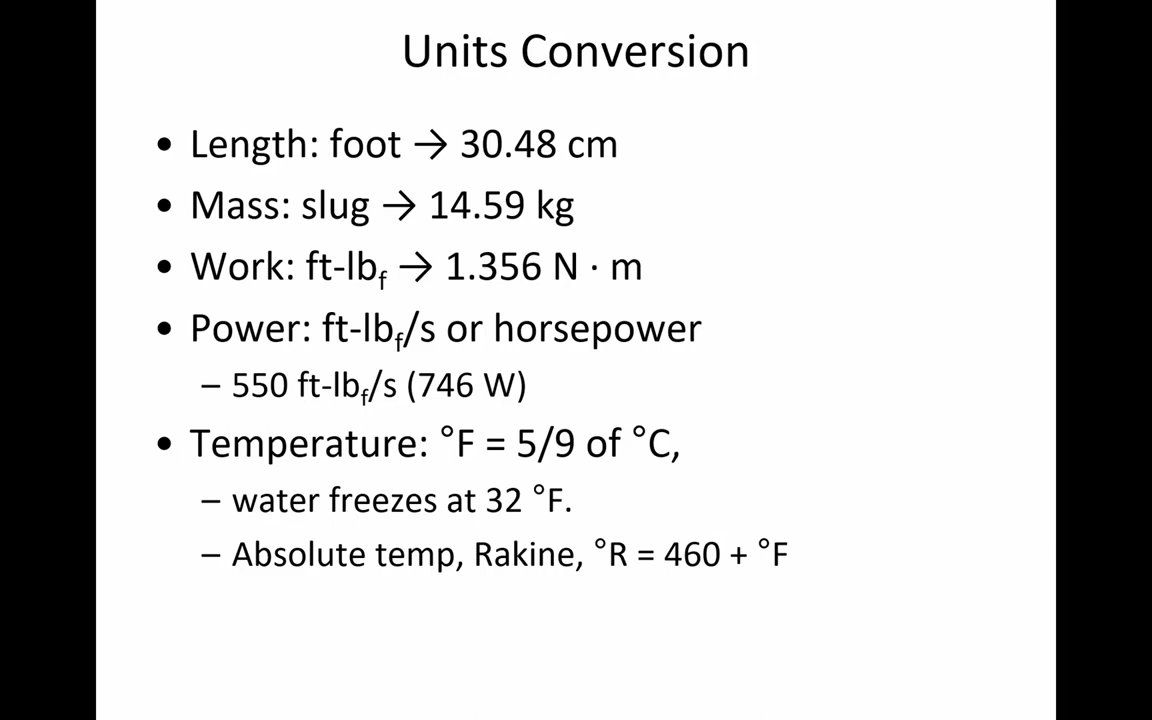 Units Conversion
• Length: foot → 30.48 cm
• Mass: slug → 14.59 kg
• Work: ft-lbf → 1.356 N · m
• Power: ft-lbf/s or horsepower
– 550 ft-lbf/s (746 W)
• Temperature: °F = 5/9 of °C,
– water freezes at 32 °F.
– Absolute temp, Rakine, °R = 460 + °F